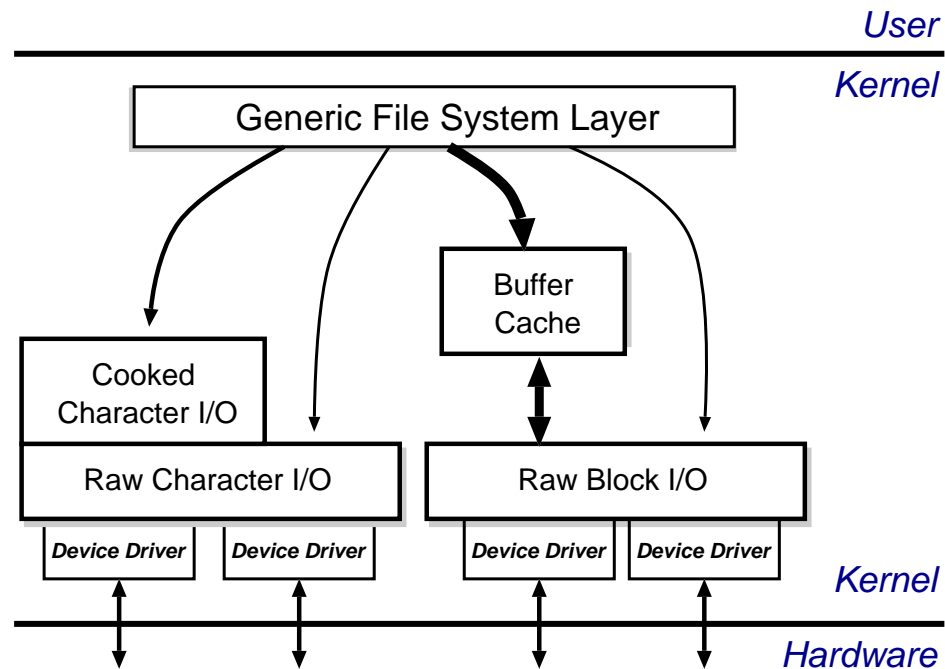 User
Kernel
Generic File System Layer
Buffer
Cache
Cooked
Character I/O
Raw Character I/O
Raw Block I/O
Device Driver
Device Driver
Device Driver
Device Driver
Kernel
Hardware